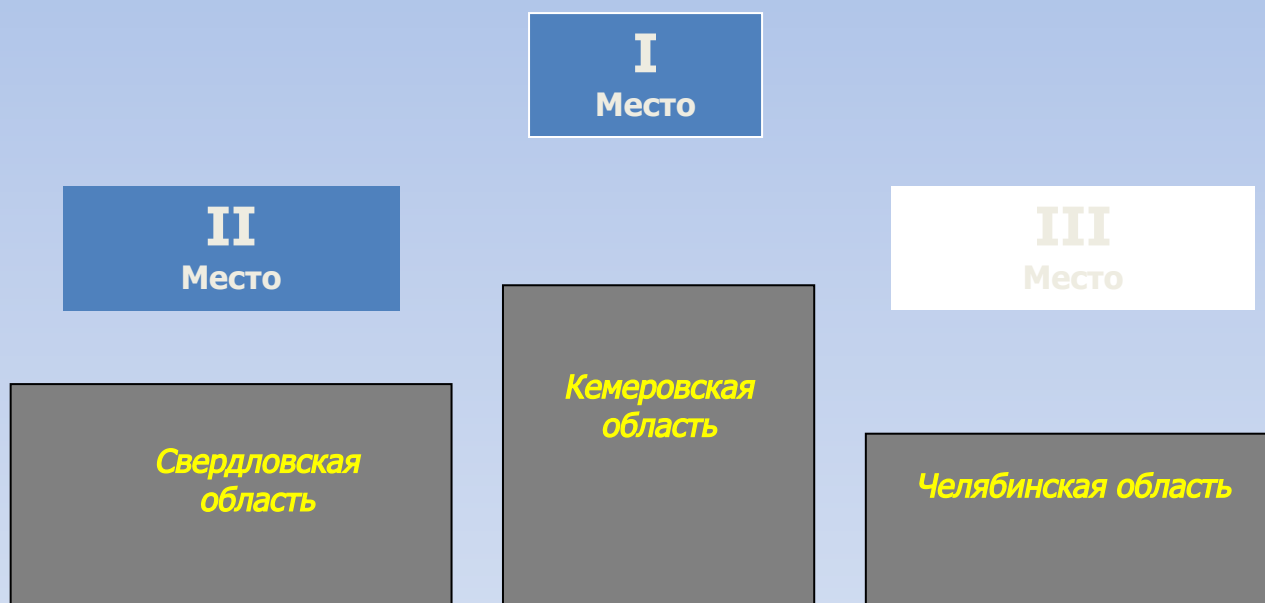 I
Место
II
Место
III
Место
Кемеровская
область
Свердловская
область
Челябинская область